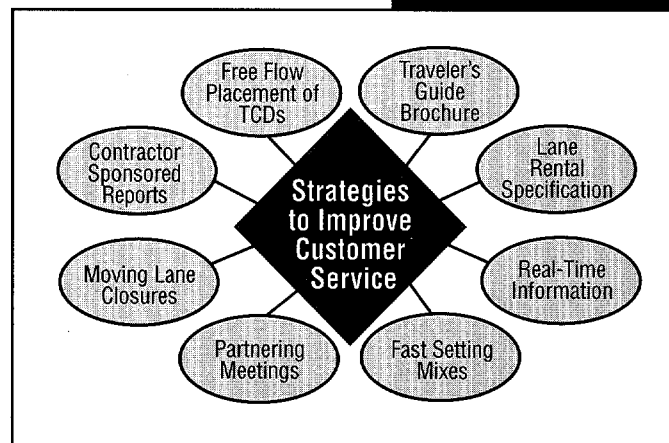 Free Flow
Placement of
TCDs
Traveler's
Guide
Brochure
Contractor
Sponsored
Reports
Strategies
to Improve
Customer
Service
Lane
Rental
Specification
Moving Lane
Closures
Real-Time
Information
Partnering
Meetings
Fast Setting
Mixes